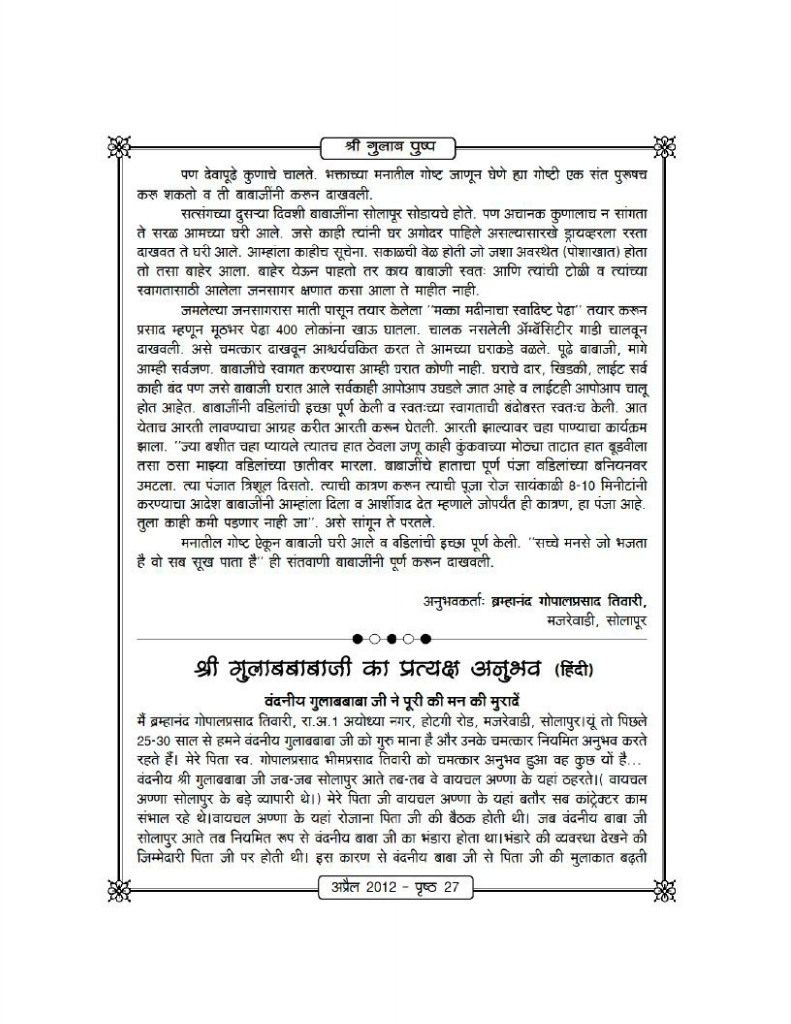 श्री गुलाब पुष्प
पण देवापूढे कुणाचे चालते. भक्ताच्या मनातील गोष्ट जाणून घेणे ह्या गोष्टी एक संत पुरूषच
करू शकतो व ती बाबाजींनी करून दाखवली.
सत्संगच्या दुसऱ्या दिवशी बाबाजींना सोलापूर सोडायचे होते. पण अचानक कुणालाच न सांगता
ते सरळ आमच्या घरी आले. जसे काही त्यांनी घर अगोदर पाहिले असल्यासारखे ड्रायव्हरला रस्ता
दाखवत ते घरी आले. आम्हांला काहीच सूचेना. सकाळची वेळ होती जो जशा अवस्थेत (पोशाखात) होता
तो तसा बाहेर आला. बाहेर येऊन पाहतो तर काय बाबाजी स्वतः आणि त्यांची टोळी व त्यांच्या
स्वागतासाठी आलेला जनसागर क्षणात कसा आला ते माहीत नाही.
जमलेल्या जनसागरास माती पासून तयार केलेला ''मक्का मदीनाचा स्वादिष्ट पेढा'' तयार करून
प्रसाद म्हणून मूठभर पेढा 400 लोकांना खाऊ घातला. चालक नसलेली ॲम्बॅसिटीर गाडी चालवून
दाखवली. असे चमत्कार दाखवून आश्चर्यचकित करत ते आमच्या घराकडे वळले. पूढे बाबाजी, मागे
आम्ही सर्वजण. बाबाजींचे स्वागत करण्यास आम्ही घरात कोणी नाही. घराचे दार, खिडकी, लाईट सर्व
काही बंद पण जसे बाबाजी घरात आले सर्वकाही आपोआप उघडले जात आहे व लाईटही आपोआप चालू
होत आहेत. बाबाजींनी वडिलांची इच्छा पूर्ण केली व स्वतःच्या स्वागताची बंदोबस्त स्वतःच केली. आत
येताच आरती लावण्याचा आग्रह करीत आरती करून घेतली. आरती झाल्यावर चहा पाण्याचा कार्यक्रम
झाला. ''ज्या बशीत चहा प्यायले त्यातच हात ठेवला जणू काही कुंकवाच्या मोठ्या ताटात हात बूडवीला
तसा ठसा माझ्या वडिलांच्या छातीवर मारला. बाबाजींचे हाताचा पूर्ण पंजा वडिलांच्या बनियनवर
उमटला. त्या पंजात त्रिशूल दिसतो. त्याची कात्रण करून त्याची पूजा रोज सायंकाळी 8-10 मिनीटांनी
करण्याचा आदेश बाबाजींनी आम्हांला दिला व आर्शीवाद देत म्हणाले जोपर्यंत ही कात्रण, हा पंजा आहे.
तुला काही कमी पडणार नाही जा''. असे सांगून ते परतले.
मनातील गोष्ट ऐकून बाबाजी घरी आले व वडिलांची इच्छा पूर्ण केली. ''सच्चे मनसे जो भजता
है वो सब सूख पाता है'' ही संतवाणी बाबाजींनी पूर्ण करून दाखवली.
अनुभवकर्ताः ब्रम्हानंद गोपालप्रसाद तिवारी,
मजरेवाडी, सोलापूर
श्री गुलाबबाबाजी का प्रत्यक्ष अनुभव (हिंदी)
वंदनीय गुलाबबाबा जी ने पूरी की मन की मुरादें
मैं ब्रम्हानंद गोपालप्रसाद तिवारी, रा.अ.1 अयोध्या नगर, होटगी रोड, मजरेवाडी, सोलापुर।यूं तो पिछले
25-30 साल से हमने वंदनीय गुलाबबाबा जी को गुरु माना है और उनके चमत्कार नियमित अनुभव करते
रहते हैं। मेरे पिता स्व. गोपालप्रसाद भीमप्रसाद तिवारी को चमत्कार अनुभव हुआ वह कुछ यों है...
वंदनीय श्री गुलाबबाबा जी जब-जब सोलापुर आते तब-तब वे वायचल अण्णा के यहां ठहरते।( वायचल
अण्णा सोलापुर के बड़े व्यापारी थे।) मेरे पिता जी वायचल अण्णा के यहां बतौर सब कांट्रेक्टर काम
संभाल रहे थे।वायचल अण्णा के यहां रोजाना पिता जी की बैठक होती थी। जब वंदनीय बाबा जी
सोलापुर आते तब नियमित रूप से वंदनीय बाबा जी का भंडारा होता था।भंडारे की व्यवस्था देखने की
जिम्मेदारी पिता जी पर होती थी। इस कारण से वंदनीय बाबा जी से पिता जी की मुलाकात बढ़ती
अप्रैल 2012 - पृष्ठ 27